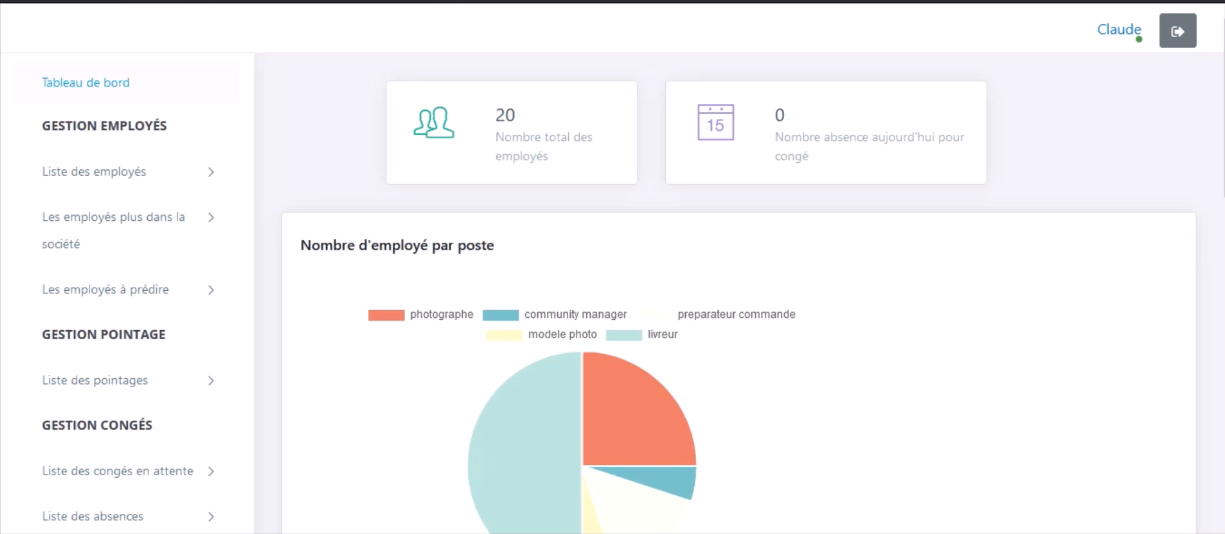 Claude
Tableau de bord
GESTION EMPLOYÉS
Liste des employés
Les employés plus dans la
société
Les employés à prédire
GESTION POINTAGE
Liste des pointages
GESTION CONGÉS
Liste des congés en attente
Liste des absences
20
Nombre total des
employés
15
0
Nombre absence aujourd'hui pour
congé
Nombre d'employé par poste
photographe community manager preparateur commande
modele photo livreur